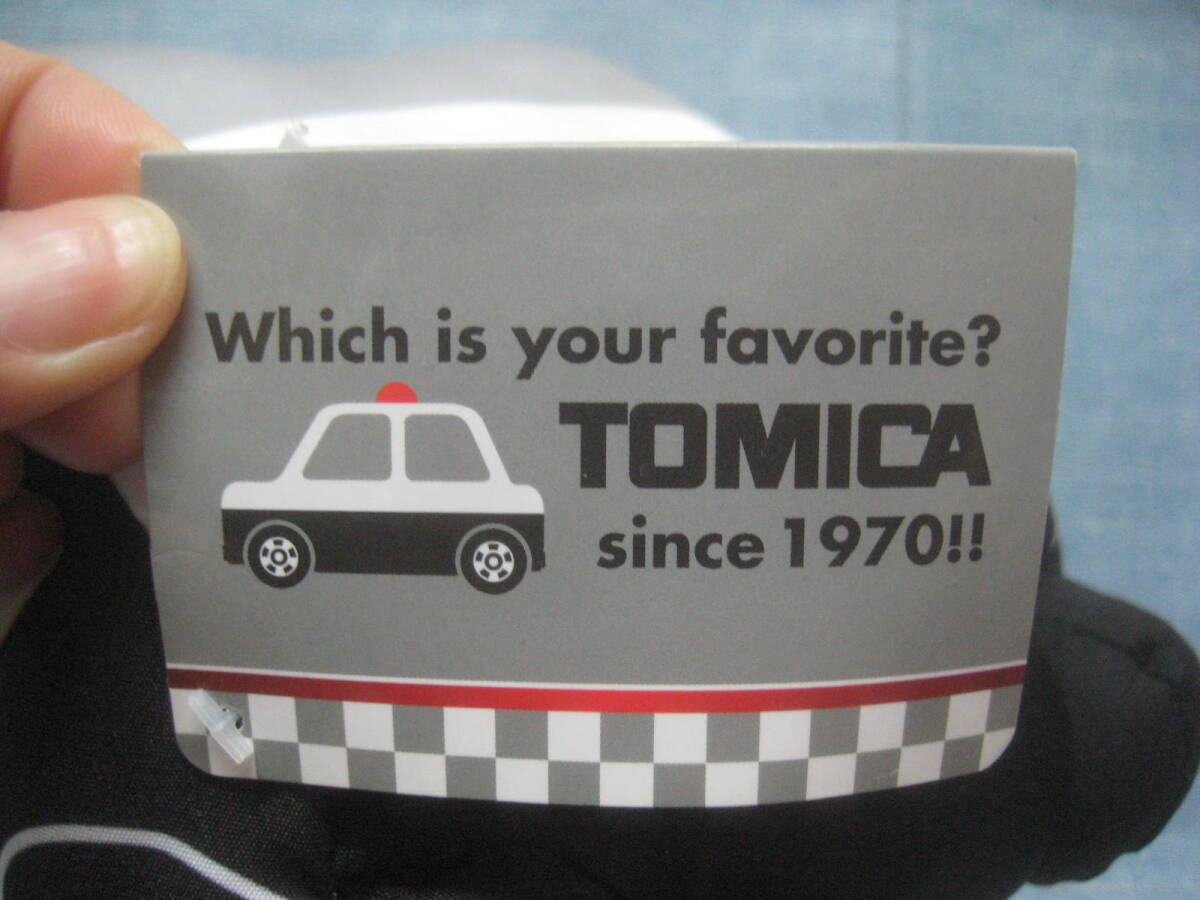 Which is your favorite?
TOMICA
since 1970!!